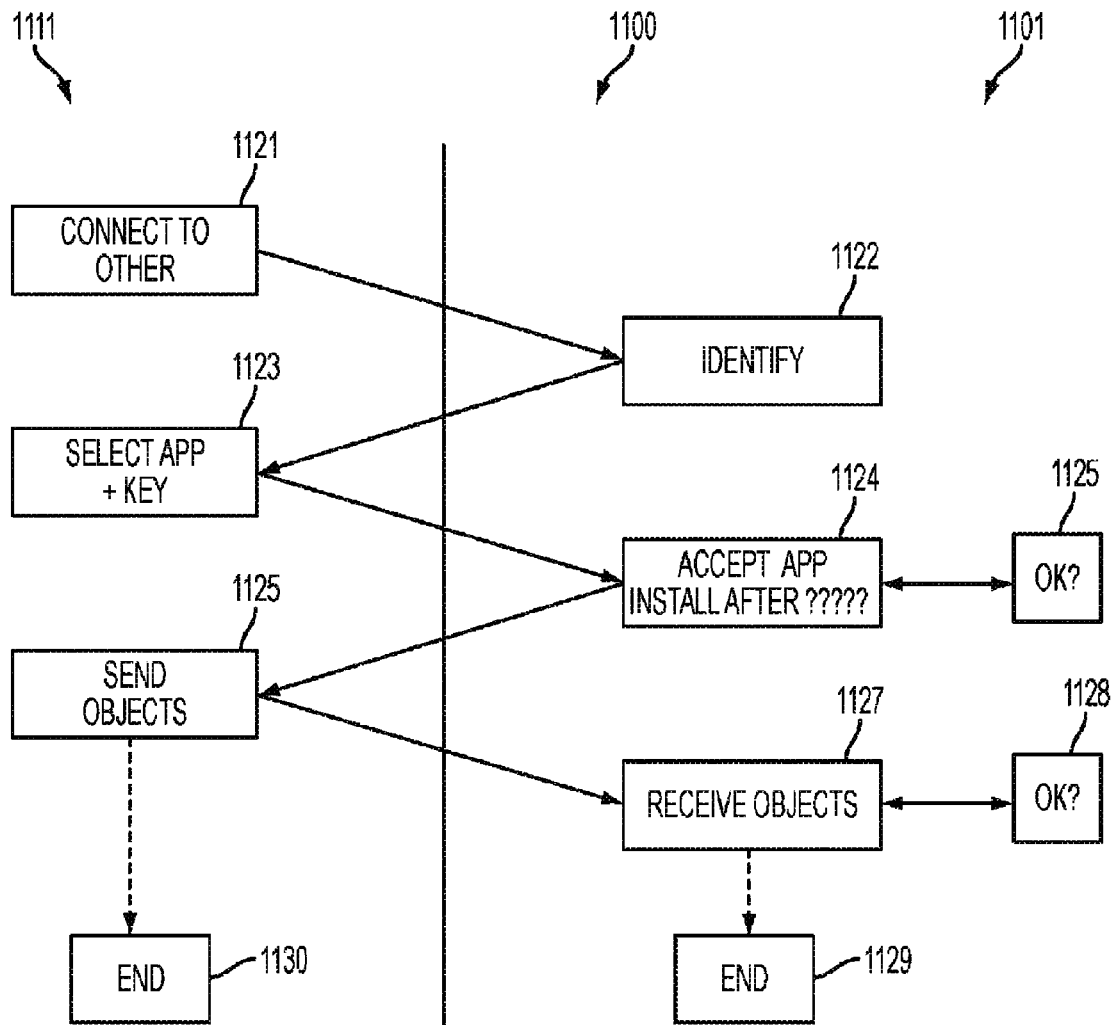 1111
1100
1101
1121
CONNECT TO
OTHER
1122
iDENTIFY
1123
SELECT APP
+ KEY
1124
ACCEPT APP
INSTALL AFTER ?????
1125
OK?
1125
SEND
OBJECTS
1127
RECEIVE OBJECTS
1128
OK?
END
1130
END
1129